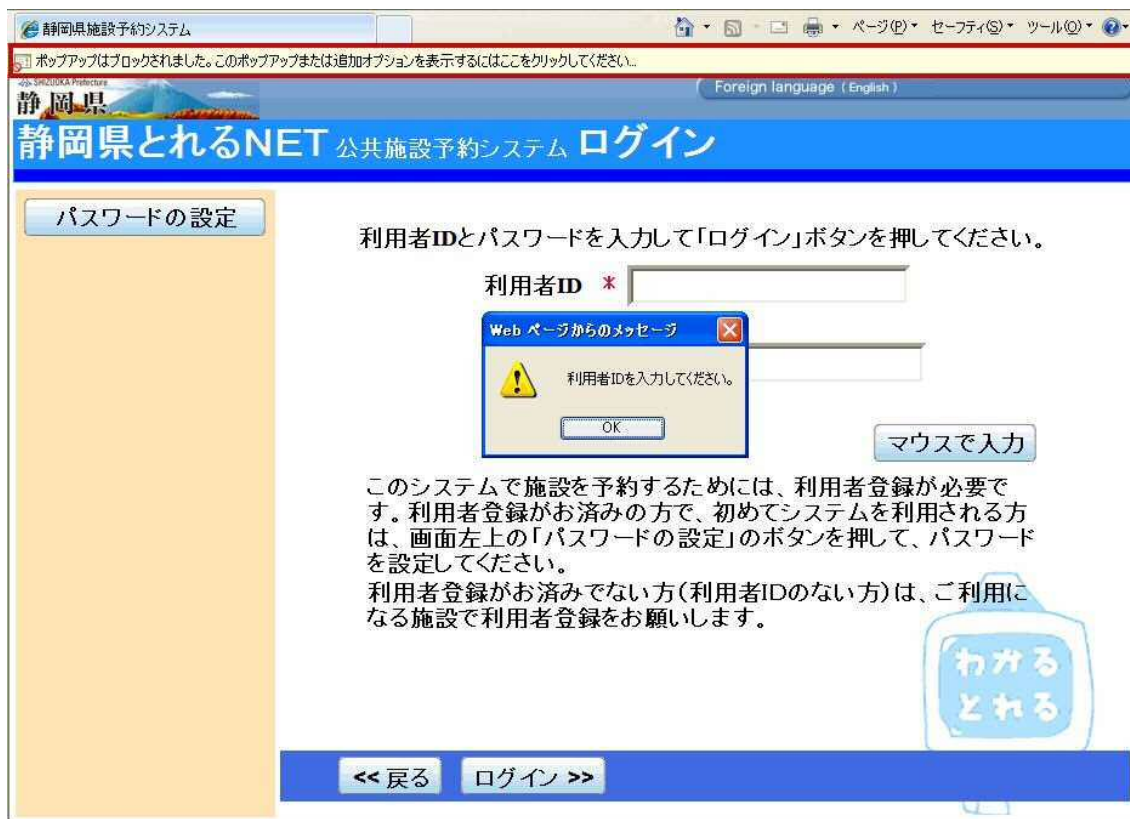 静岡県施設予約システム
ページ(P) セーフティ(S) ツール(O)
ポップアップはブロックされました。このポップアップまたは追加オプションを表示するにはここをクリックしてください...
SHIZUOKA Prefecture
静岡県
Foreign language (English)
静岡県とれるNET 公共施設予約システム ログイン
パスワードの設定
利用者IDとパスワードを入力して「ログイン」ボタンを押してください。
利用者ID *
Web ページからのメッセージ
利用者IDを入力してください。
OK
マウスで入力
このシステムで施設を予約するためには、利用者登録が必要で
す。利用者登録がお済みの方で、初めてシステムを利用される方
は、画面左上の「パスワードの設定」のボタンを押して、パスワード
を設定してください。
利用者登録がお済みでない方(利用者IDのない方)は、ご利用に
なる施設で利用者登録をお願いします。
わかる
とれる
<< 戻る ログイン >>